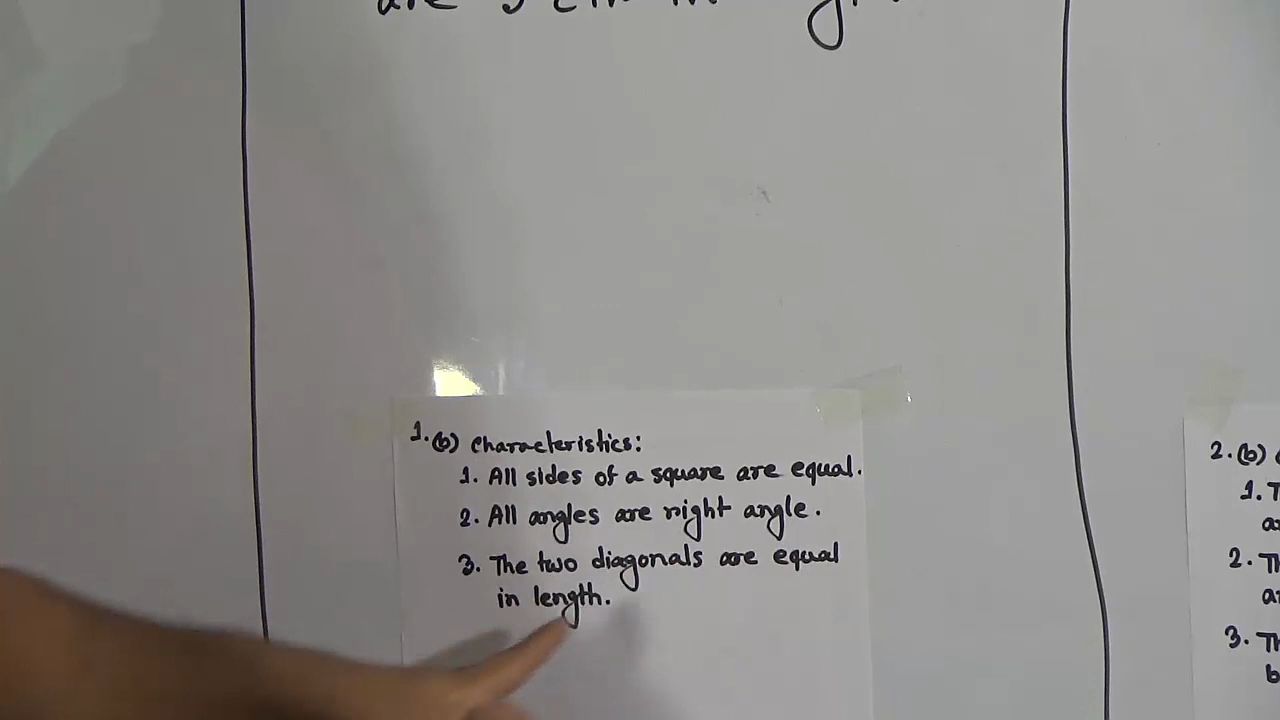 are
1. (b) Characteristics:
1. All sides of a square are equal.
2. All angles are right angle.
3. The two diagonals are equal
in length.
2. (b)
1.
2.
3.